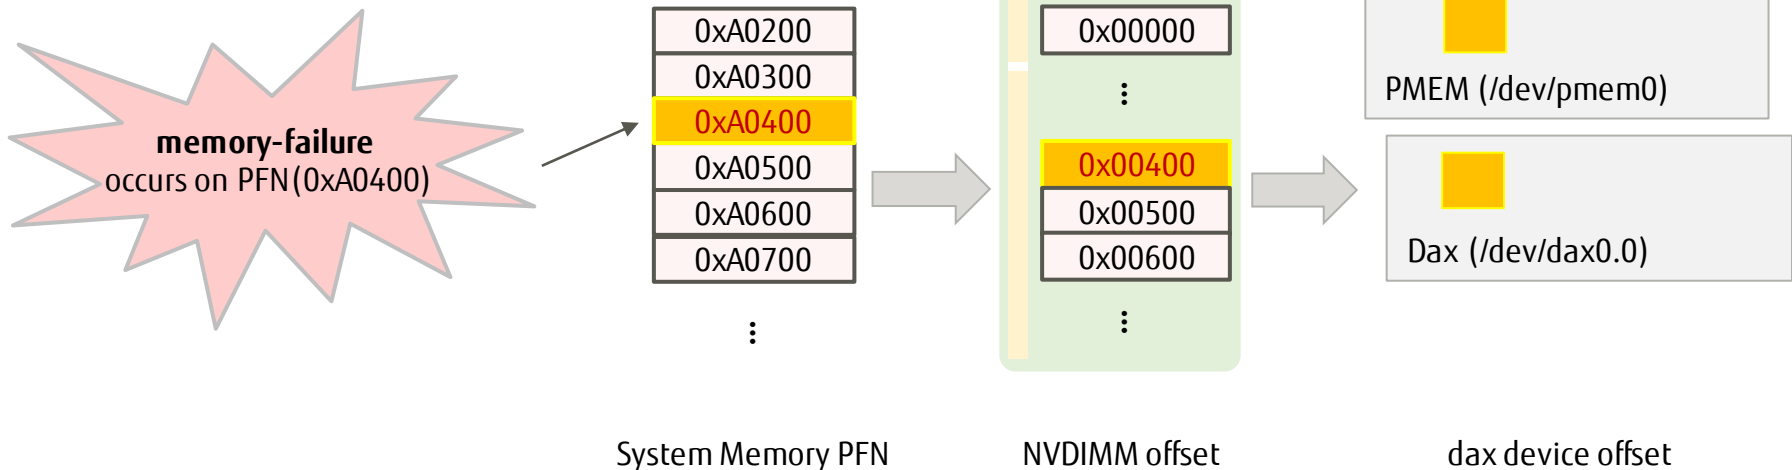 memory-failure
occurs on PFN(0xA0400)
0xA0200
0xA0300
0xA0400
0xA0500
0xA0600
0xA0700
⋮
System Memory PFN
0x00000
⋮
0x00400
0x00500
0x00600
⋮
NVDIMM offset
PMEM (/dev/pmem0)
Dax (/dev/dax0.0)
dax device offset